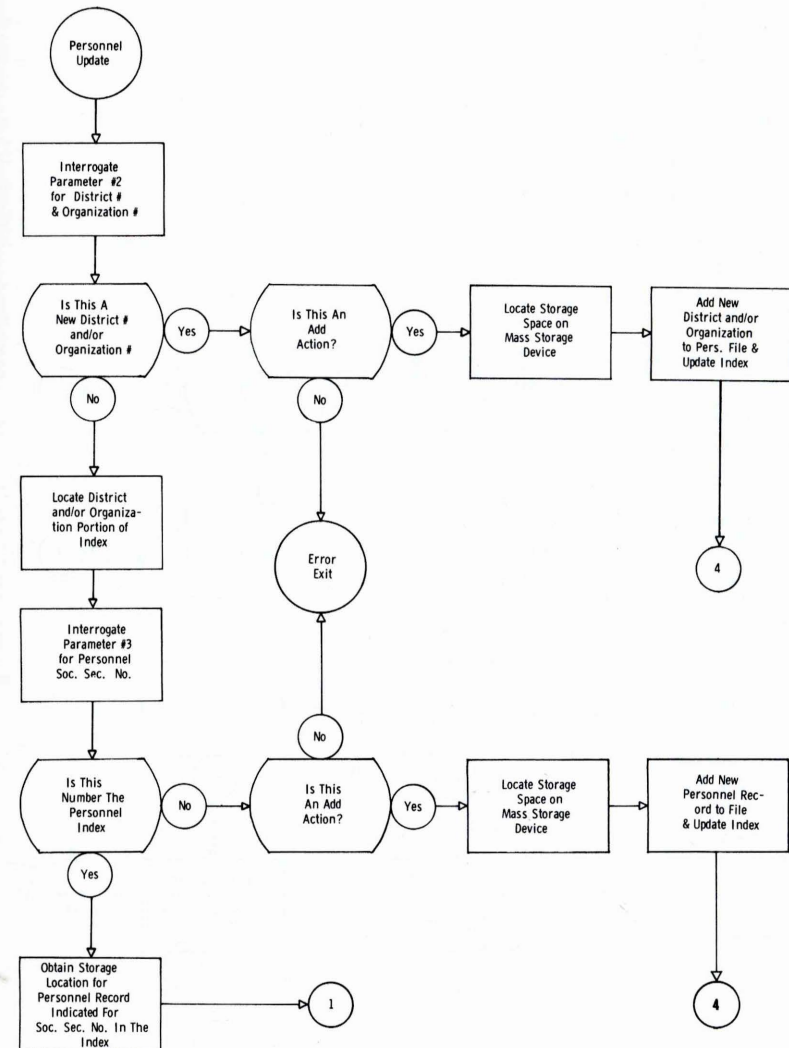 Personnel
Update
Interrogate
Parameter #2
for District #
& Organization #
Is This A
New District #
and/or
Organization #
Yes
Is This An
Add
Action?
Yes
Locate Storage
Space on
Mass Storage
Device
Add New
District and/or
Organization
to Pers. File &
Update Index
No
No
Locate District
and/or Organiza-
tion Portion of
Index
Error
Exit
4
Interrogate
Parameter #3
for Personnel
Soc. Sec. No.
No
Is This
Number The
Personnel
Index
No
Is This
An Add
Action?
Yes
Locate Storage
Space on
Mass Storage
Device
Add New
Personnel Rec-
ord to File
& Update Index
Yes
Obtain Storage
Location for
Personnel Record
Indicated For
Soc. Sec. No. In The
Index
1
4